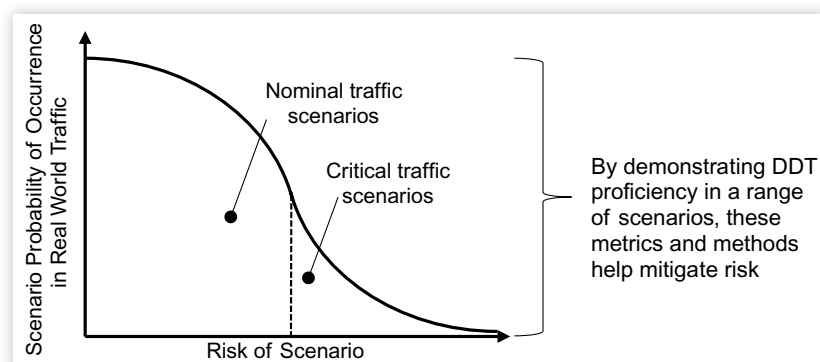 Scenario Probability of Occurrence
in Real World Traffic
Nominal traffic
scenarios
Critical traffic
scenarios
Risk of Scenario
By demonstrating DDT
proficiency in a range
of scenarios, these
metrics and methods
help mitigate risk